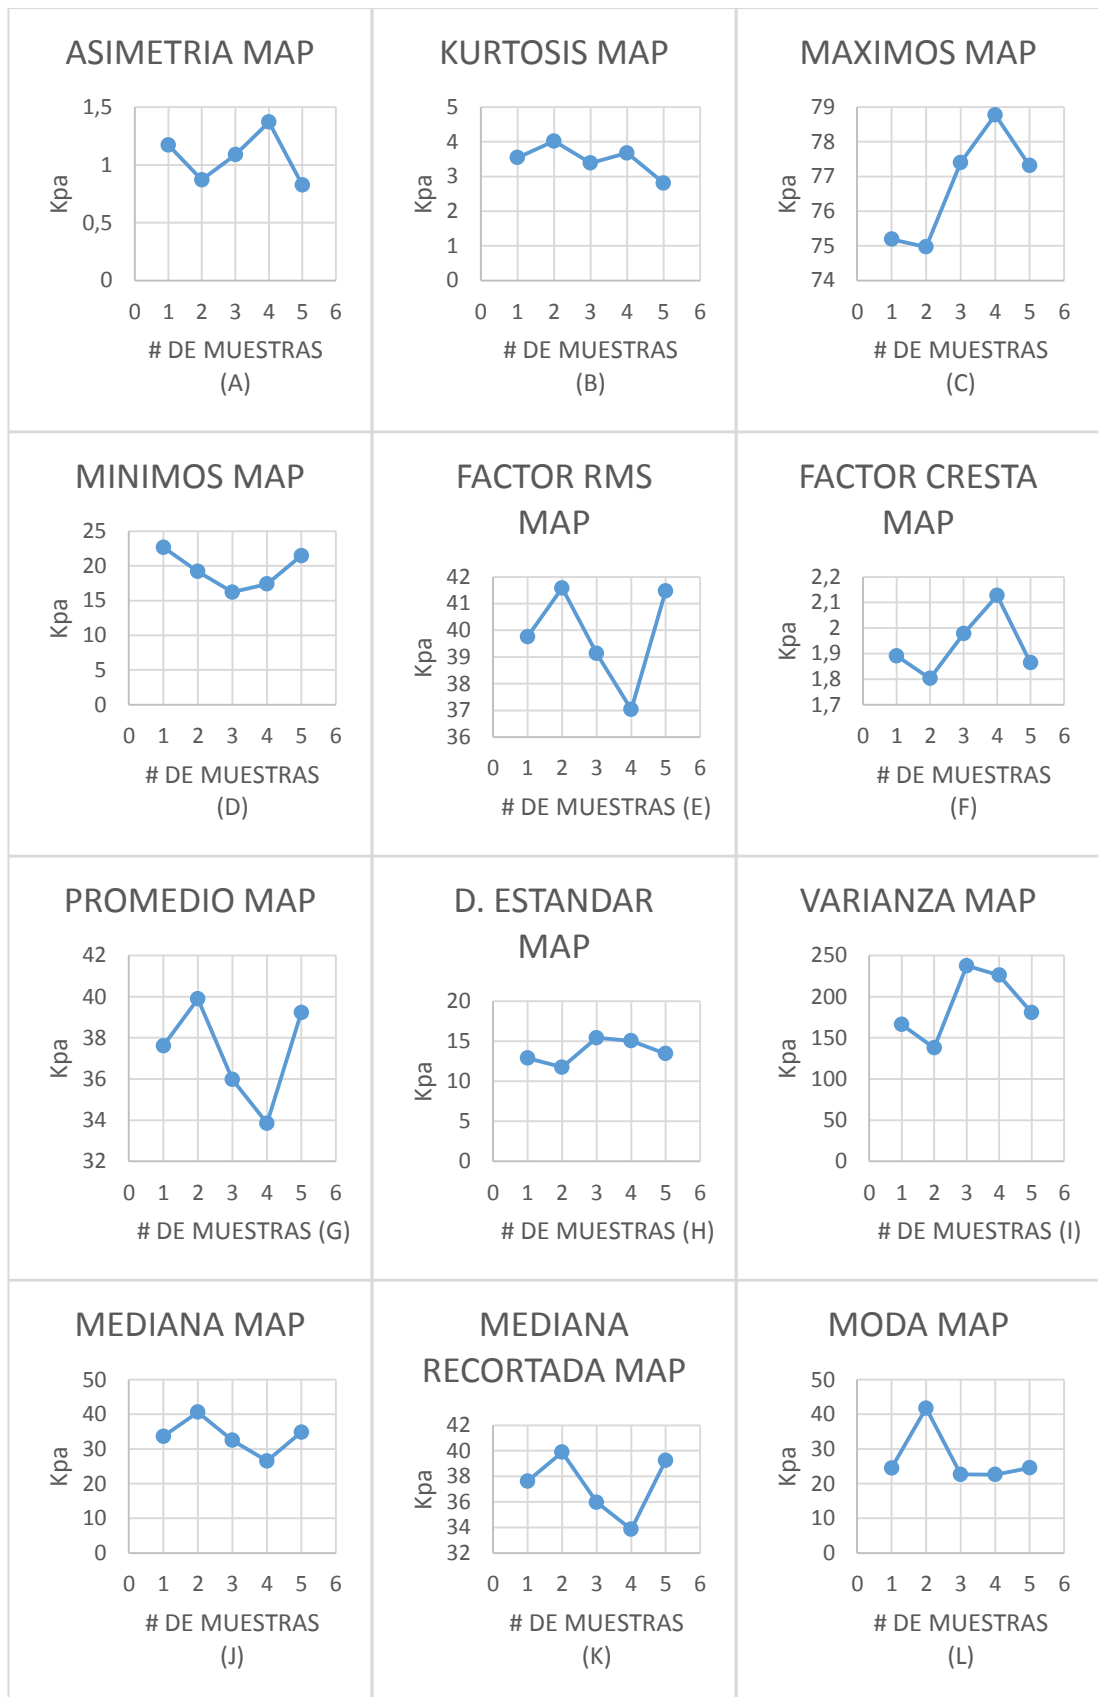 ASIMETRIA MAP
1,5
1
0,5
0
Kpa
0 1 2 3 4 5 6
# DE MUESTRAS
(A)
KURTOSIS MAP
5
4
3
2
1
0
Kpa
0 1 2 3 4 5 6
# DE MUESTRAS
(B)
MAXIMOS MAP
79
78
77
76
75
74
Kpa
0 1 2 3 4 5 6
# DE MUESTRAS
(C)
MINIMOS MAP
25
20
15
10
5
0
Kpa
0 1 2 3 4 5 6
# DE MUESTRAS
(D)
FACTOR RMS
MAP
42
41
40
39
38
37
36
Kpa
0 1 2 3 4 5 6
# DE MUESTRAS (E)
FACTOR CRESTA
MAP
2,2
2,1
2
1,9
1,8
1,7
Kpa
0 1 2 3 4 5 6
# DE MUESTRAS
(F)
PROMEDIO MAP
42
40
38
36
34
32
Kpa
0 1 2 3 4 5 6
# DE MUESTRAS (G)
D. ESTANDAR
MAP
20
15
10
5
0
Kpa
0 1 2 3 4 5 6
# DE MUESTRAS (H)
VARIANZA MAP
250
200
150
100
50
0
Kpa
0 1 2 3 4 5 6
# DE MUESTRAS (I)
MEDIANA MAP
50
40
30
20
10
0
Kpa
0 1 2 3 4 5 6
# DE MUESTRAS
(J)
MEDIANA
RECORTADA MAP
42
40
38
36
34
32
Kpa
0 1 2 3 4 5 6
# DE MUESTRAS
(K)
MODA MAP
50
40
30
20
10
0
Kpa
0 1 2 3 4 5 6
# DE MUESTRAS
(L)